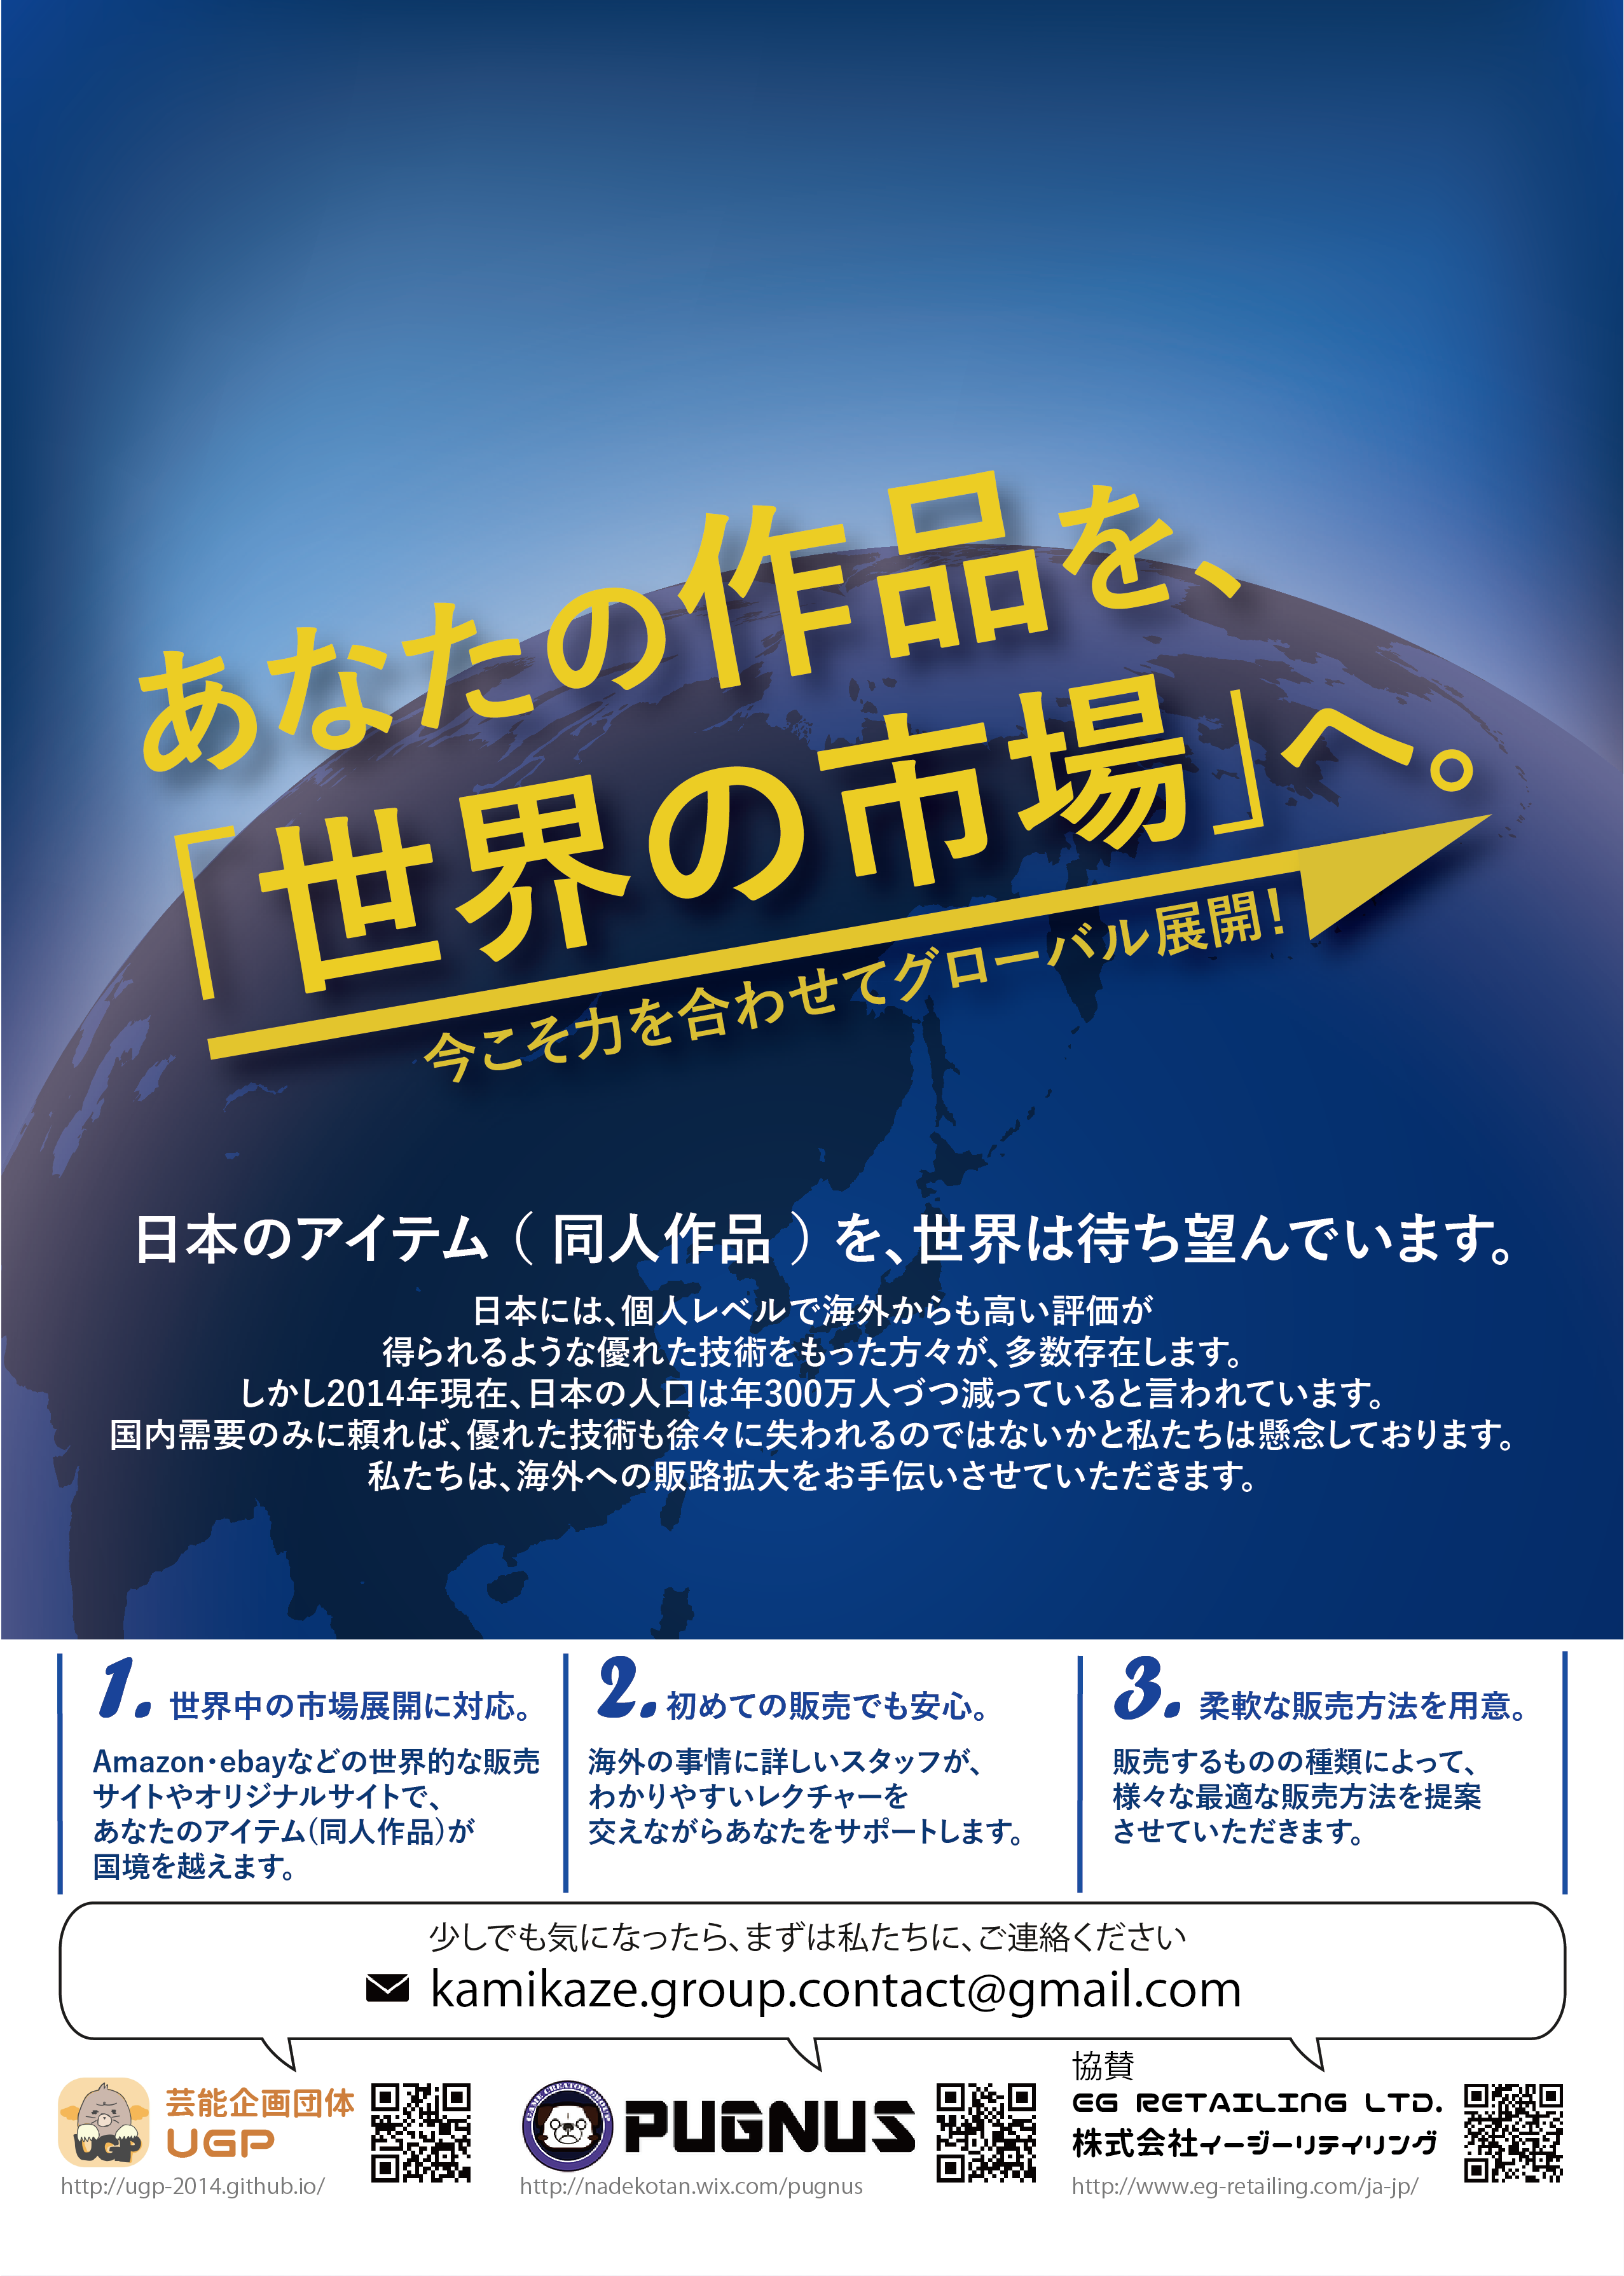 あなたの作品を、
「世界の市場」へ。
今こそ力を合わせてグローバル展開!
日本のアイテム(同人作品)を、世界は待ち望んでいます。
日本には、個人レベルで海外からも高い評価が
得られるような優れた技術をもった方々が、多数存在します。
しかし2014年現在、日本の人口は年300万人づつ減っていると言われています。
国内需要のみに頼れば、優れた技術も徐々に失われるのではないかと私たちは懸念しております。
私たちは、海外への販路拡大をお手伝いさせていただきます。
1. 世界中の市場展開に対応。
Amazon・ebayなどの世界的な販売
サイトやオリジナルサイトで、
あなたのアイテム(同人作品)が
国境を越えます。
2. 初めての販売でも安心。
海外の事情に詳しいスタッフが、
わかりやすいレクチャーを
交えながらあなたをサポートします。
3. 柔軟な販売方法を用意。
販売するものの種類によって、
様々な最適な販売方法を提案
させていただきます。
少しでも気になったら、まずは私たちに、ご連絡ください
kamikaze.group.contact@gmail.com
UGP
芸能企画団体
UGP
http://ugp-2014.github.io/
GAME CREATOR GROUP
PUGNUS
http://nadekotan.wix.com/pugnus
協賛
EG RETAILING LTD.
株式会社イージーリテイリング
http://www.eg-retailing.com/ja-jp/